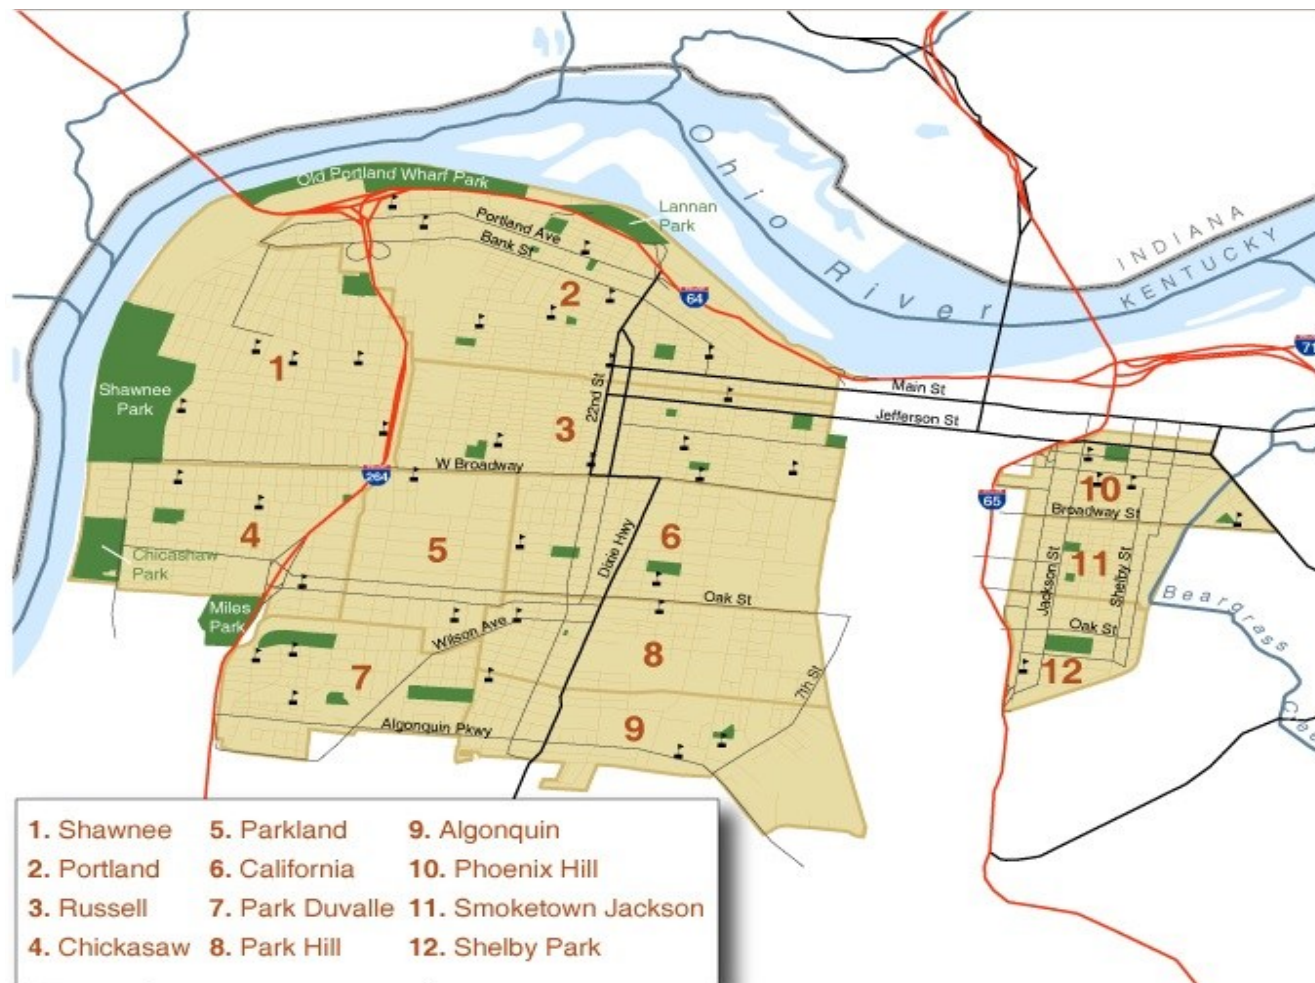 Old Portland Wharf Park
Lannan
Park
Portland Ave
Bank St
Ohio River
INDIANA
KENTUCKY
64
71
2
1
Shawnee
Park
22nd St
3
Main St
Jefferson St
W Broadway
264
65
10
Broadway St
4
5
6
Dixie Hwy
Chicashaw
Park
11
Jackson St
Shelby St
Beargrass
Cree
Miles
Park
Oak St
Wilson Ave
Oak St
7
8
12
7th St
9
Algonquin Pkwy
1. Shawnee 5. Parkland 9. Algonquin
2. Portland 6. California 10. Phoenix Hill
3. Russell 7. Park Duvalle 11. Smoketown Jackson
4. Chickasaw 8. Park Hill 12. Shelby Park